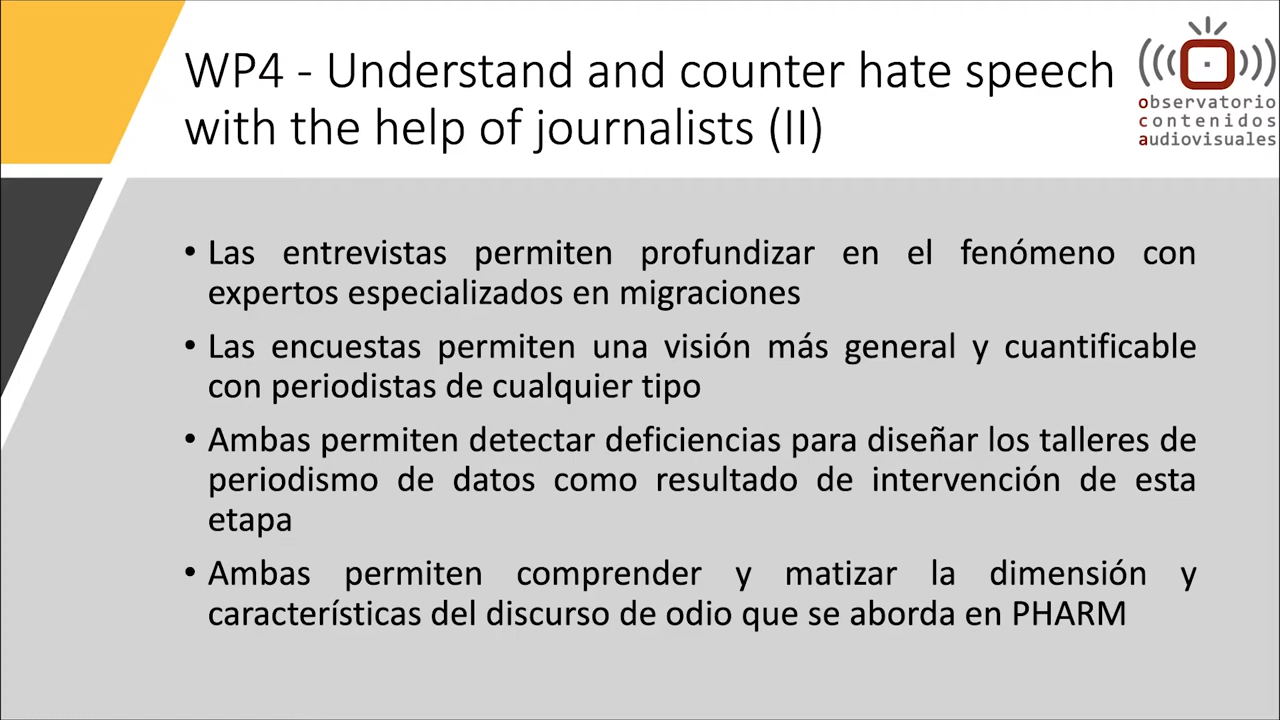 WP4 - Understand and counter hate speech
with the help of journalists (II)
observatorio
contenidos
audiovisuales
• Las entrevistas permiten profundizar en el fenómeno con
expertos especializados en migraciones
• Las encuestas permiten una visión más general y cuantificable
con periodistas de cualquier tipo
• Ambas permiten detectar deficiencias para diseñar los talleres de
periodismo de datos como resultado de intervención de esta
etapa
• Ambas permiten comprender y matizar la dimensión y
características del discurso de odio que se aborda en PHARM